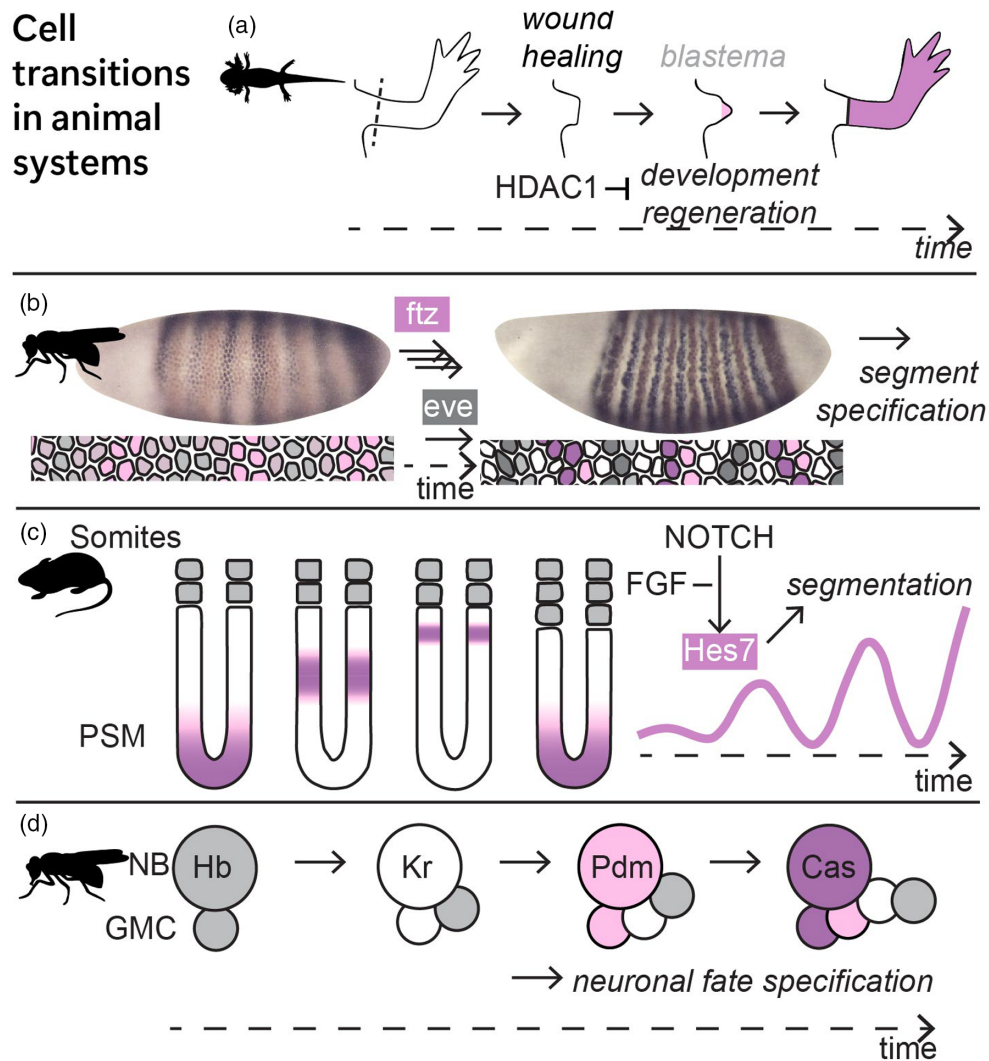 Cell
transitions
in animal
systems
(a)
wound
healing
blastema
HDAC1
development
regeneration
time
(b)
ftz
eve
time
segment
specification
(c)
Somites
PSM
NOTCH
FGF
Hes7
segmentation
time
(d)
NB
Hb
Kr
Pdm
Cas
GMC
neuronal fate specification
time